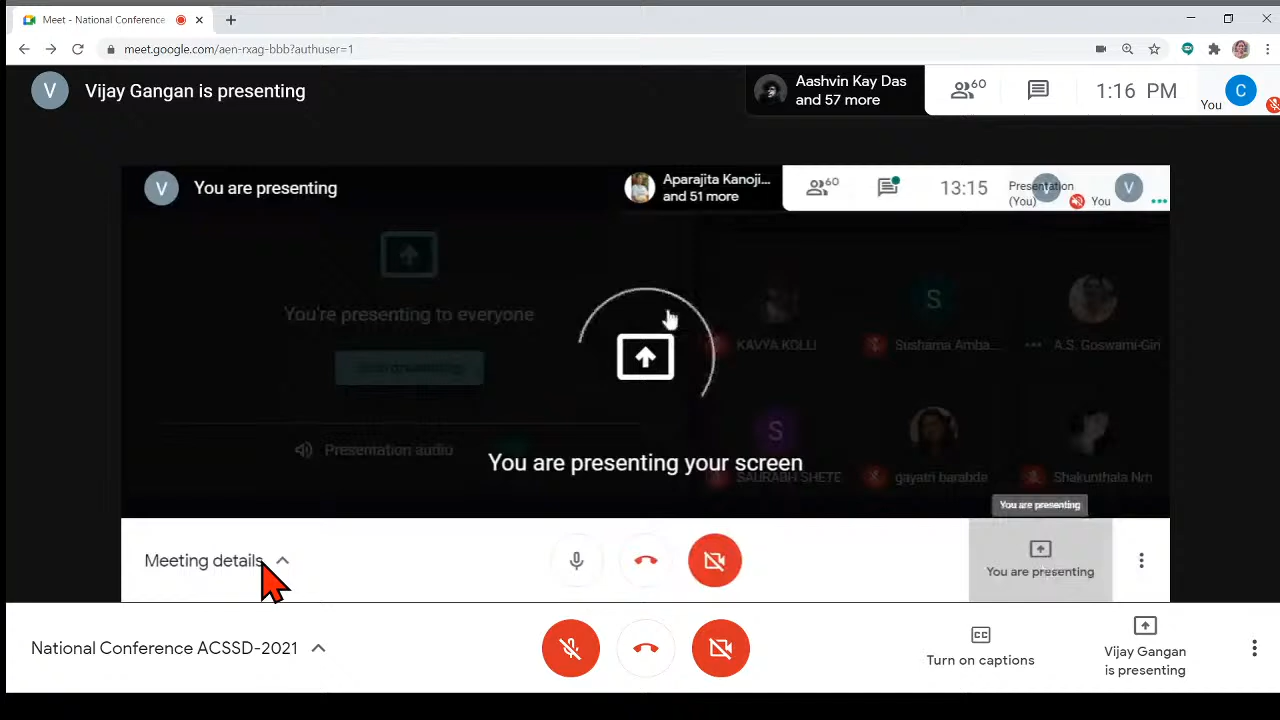 Meet - National Conference
meet.google.com/aen-rxag-bbb?authuser=1
V
Vijay Gangan is presenting
Aashvin Kay Das
and 57 more
60
1:16 PM
You
C
V
You are presenting
Aparajita Kanoji...
and 51 more
60
13:15
Presentation
(You)
V
You
V
You're presenting to everyone
S
KAVYA KOLLI
Sushama Amba...
A.S. Goswami-Giri
Presentation audio
S
You are presenting your screen
SAURABH SHETE
gayatri barabde
Shakunthala Nm
You are presenting
Meeting details
You are presenting
National Conference ACSSD-2021
Turn on captions
Vijay Gangan
is presenting